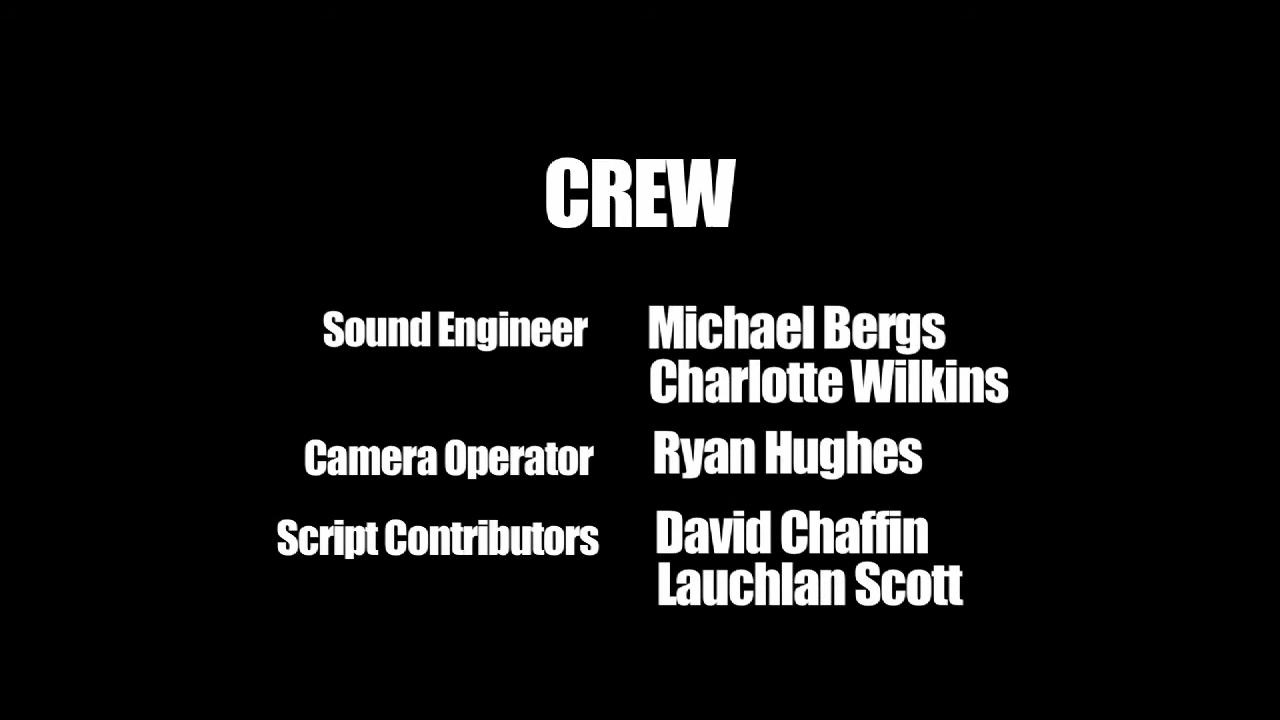 CREW
Sound Engineer Michael Bergs
Charlotte Wilkins
Camera Operator Ryan Hughes
Script Contributors David Chaffin
Lauchlan Scott